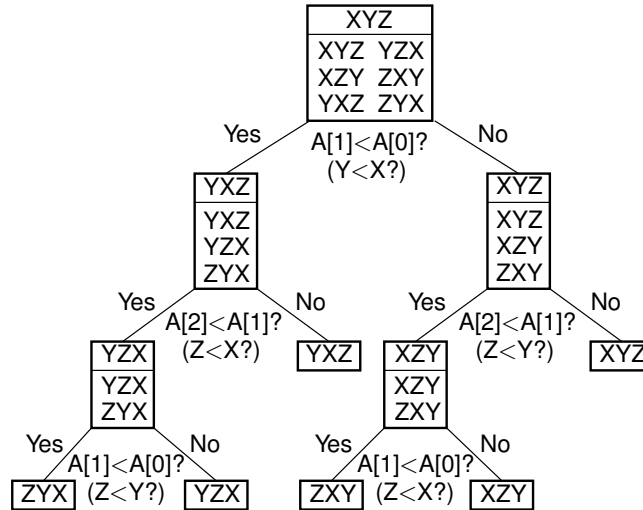 XYZ
XYZ YZX
XZY ZXY
YXZ ZYX
Yes A[1]<A[0]? No
(Y<X?)
YXZ XYZ
YXZ XYZ
YZX XZY
ZYX ZXY
Yes No Yes No
A[2]<A[1]? A[2]<A[1]?
YZX (Z<X?) YXZ XZY (Z<Y?) XYZ
YZX XZY
ZYX ZXY
Yes No Yes No
A[1]<A[0]? A[1]<A[0]?
ZYX (Z<Y?) YZX ZXY (Z<X?) XZY